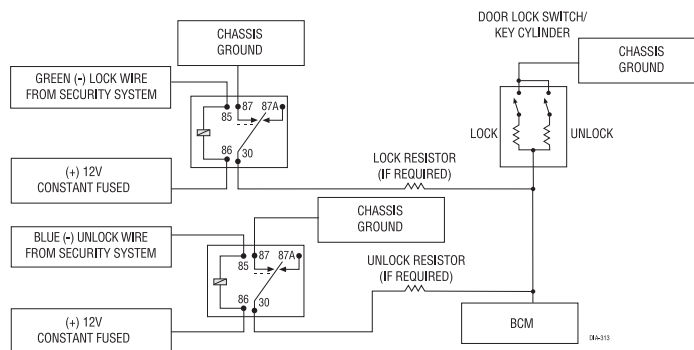 DOOR LOCK SWITCH/
KEY CYLINDER
CHASSIS
GROUND
CHASSIS
GROUND
GREEN (-) LOCK WIRE
FROM SECURITY SYSTEM
87 87A
85
86
30
LOCK
UNLOCK
(+) 12V
CONSTANT FUSED
LOCK RESISTOR
(IF REQUIRED)
CHASSIS
GROUND
BLUE (-) UNLOCK WIRE
FROM SECURITY SYSTEM
87 87A
85
86
30
UNLOCK RESISTOR
(IF REQUIRED)
(+) 12V
CONSTANT FUSED
BCM
DIA-313